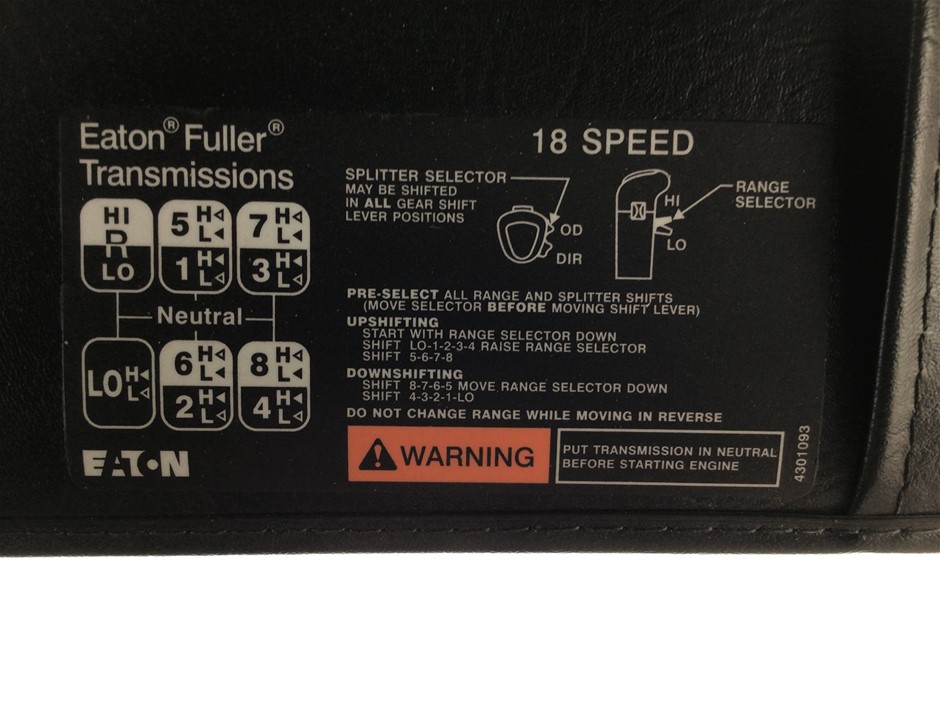 Eaton® Fuller®
Transmissions
18 SPEED
HI
R
LO
5 H◁
L◀
1 H◀
L◁
7 H◁
L◀
3 H◀
L◁
Neutral
LO H◀
L◁
6 H◁
L◀
2 H◀
L◁
8 H◁
L◀
4 H◀
L◁
EATON
SPLITTER SELECTOR
MAY BE SHIFTED
IN ALL GEAR SHIFT
LEVER POSITIONS
OD
DIR
HI
LO
RANGE
SELECTOR
PRE-SELECT ALL RANGE AND SPLITTER SHIFTS
(MOVE SELECTOR BEFORE MOVING SHIFT LEVER)
UPSHIFTING
START WITH RANGE SELECTOR DOWN
SHIFT LO-1-2-3-4 RAISE RANGE SELECTOR
SHIFT 5-6-7-8
DOWNSHIFTING
SHIFT 8-7-6-5 MOVE RANGE SELECTOR DOWN
SHIFT 4-3-2-1-LO
DO NOT CHANGE RANGE WHILE MOVING IN REVERSE
WARNING
PUT TRANSMISSION IN NEUTRAL
BEFORE STARTING ENGINE
4301093